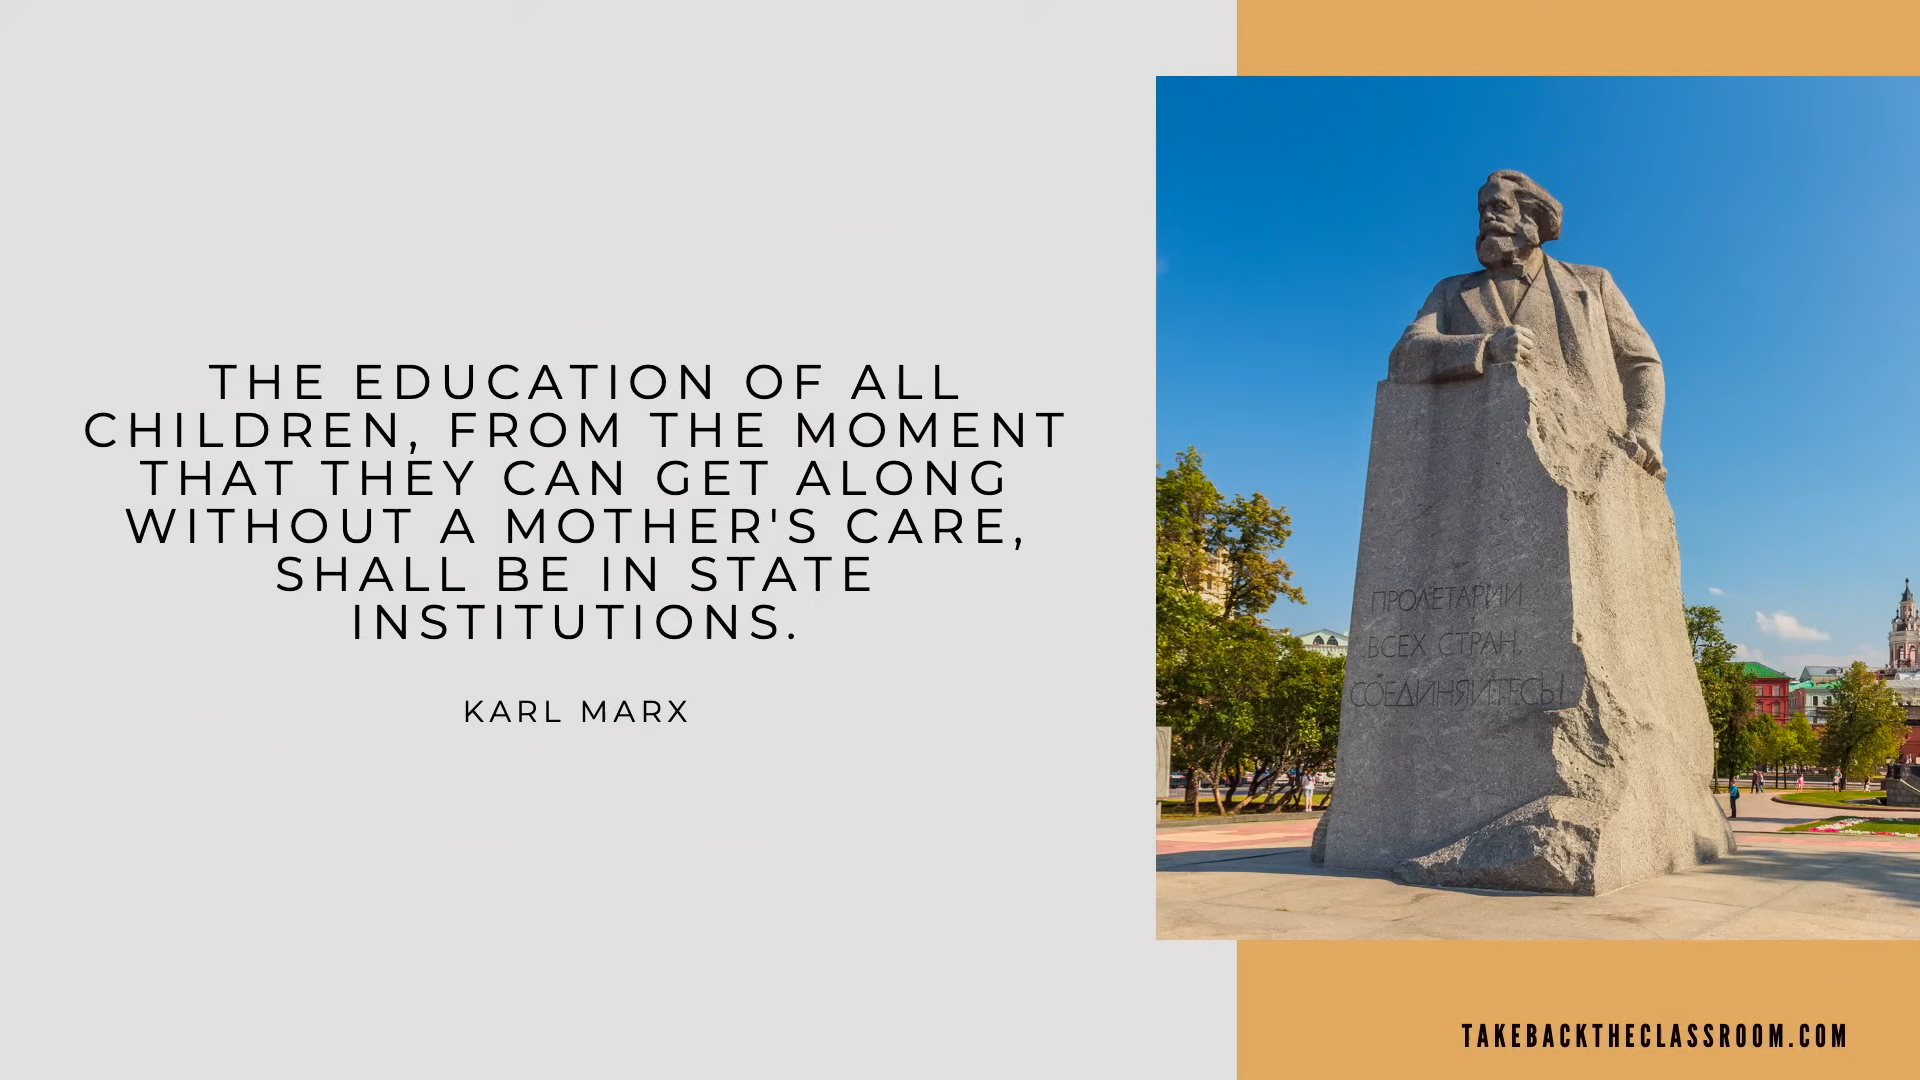 THE EDUCATION OF ALL
CHILDREN, FROM THE MOMENT
THAT THEY CAN GET ALONG
WITHOUT A MOTHER'S CARE,
SHALL BE IN STATE
INSTITUTIONS.
KARL MARX
ПРОЛЕТАРИИ
ВСЕХ СТРАН,
СОЕДИНЯЙТЕСЬ!
TAKEBACKTHECLASSROOM.COM